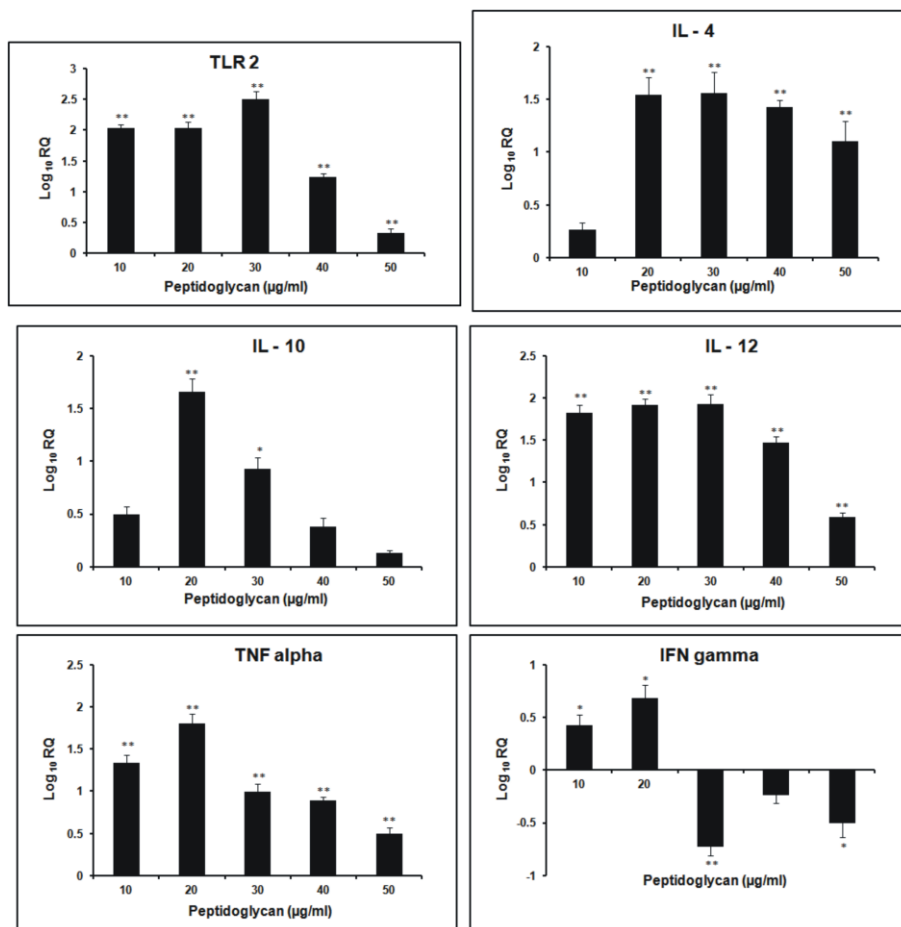 TLR 2
3
2.5
2
1.5
1
0.5
0
Log10 RQ
** ** ** ** **
10 20 30 40 50
Peptidoglycan (µg/ml)
IL - 4
2
1.5
1
0.5
0
Log10 RQ
** ** ** **
10 20 30 40 50
Peptidoglycan (µg/ml)
IL - 10
2
1.5
1
0.5
0
Log10 RQ
** *
10 20 30 40 50
Peptidoglycan (µg/ml)
IL - 12
2.5
2
1.5
1
0.5
0
Log10 RQ
** ** ** ** **
10 20 30 40 50
Peptidoglycan (µg/ml)
TNF alpha
2.5
2
1.5
1
0.5
0
Log10 RQ
** ** ** ** **
10 20 30 40 50
Peptidoglycan (µg/ml)
IFN gamma
1
0.5
0
-0.5
-1
Log10 RQ
* *
10 20
** *
Peptidoglycan (µg/ml)